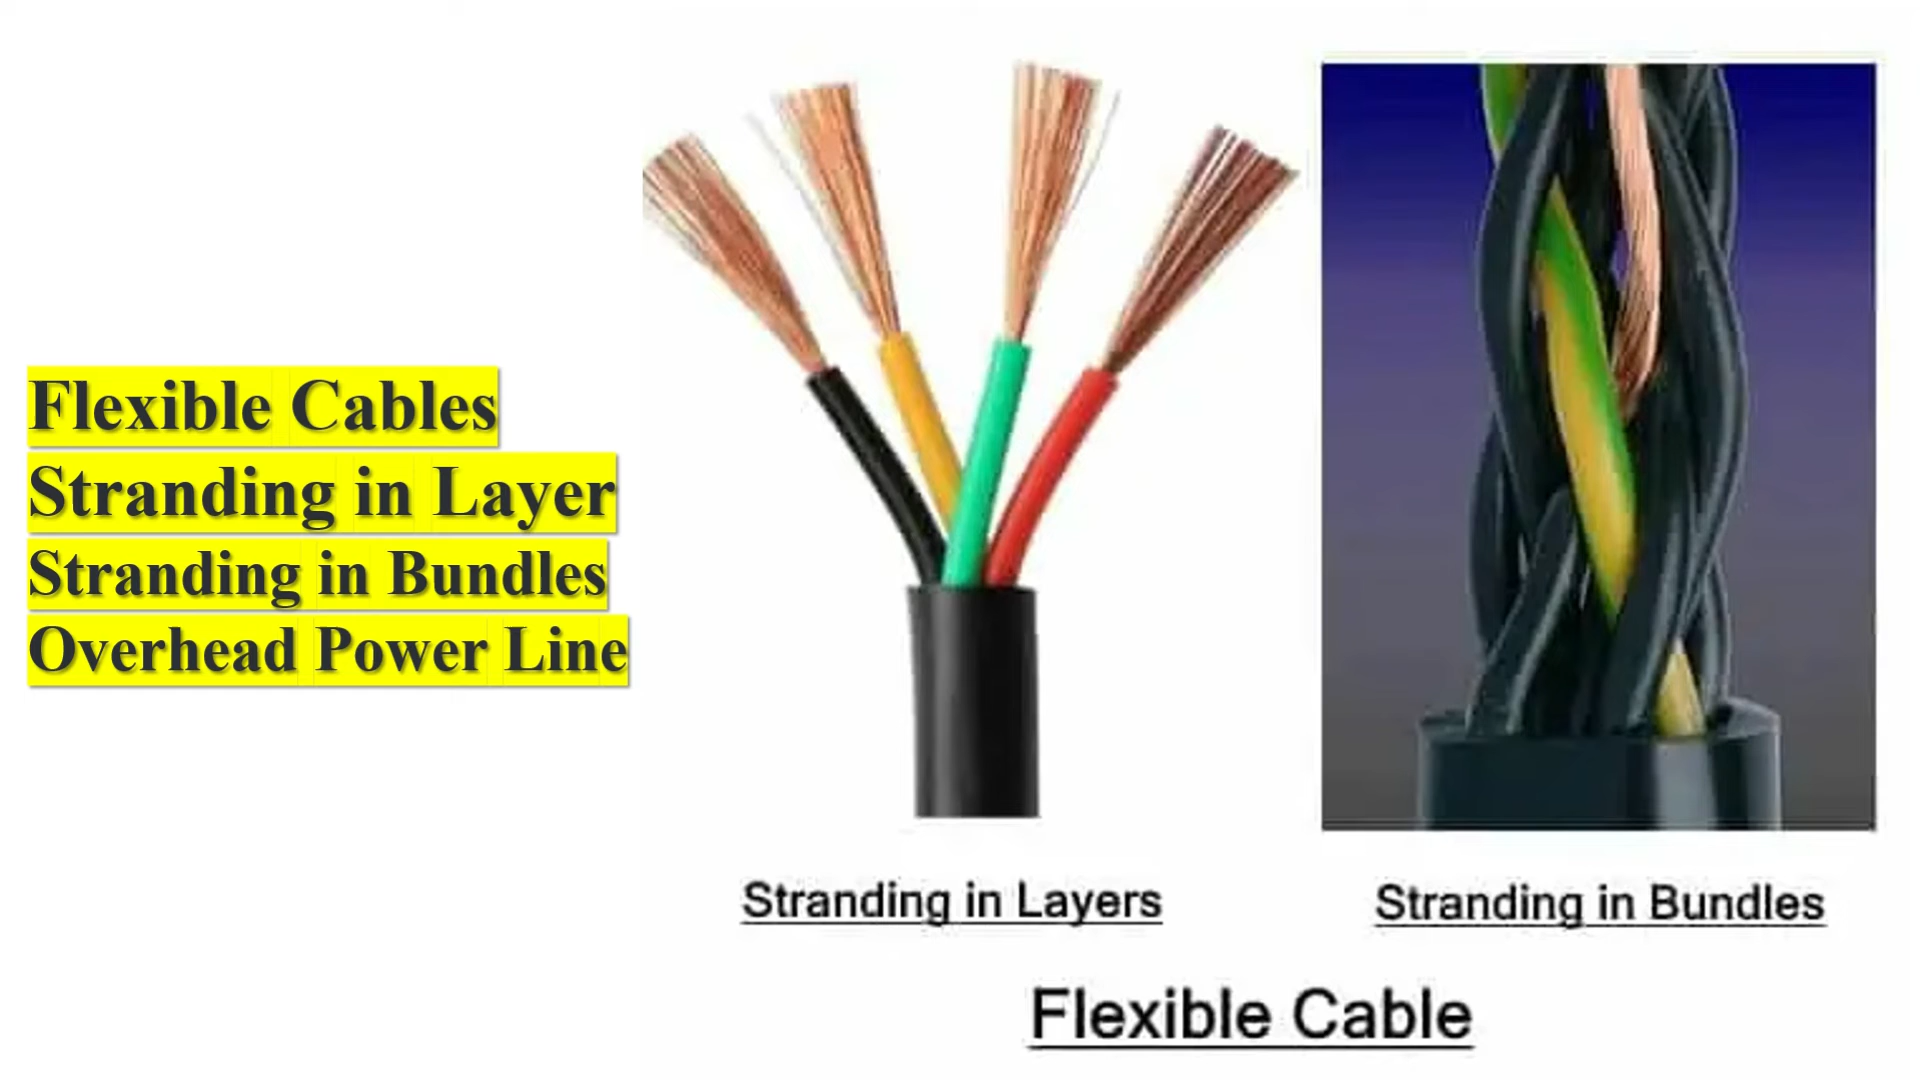 Flexible Cables
Stranding in Layer
Stranding in Bundles
Overhead Power Line
Stranding in Layers
Stranding in Bundles
Flexible Cable